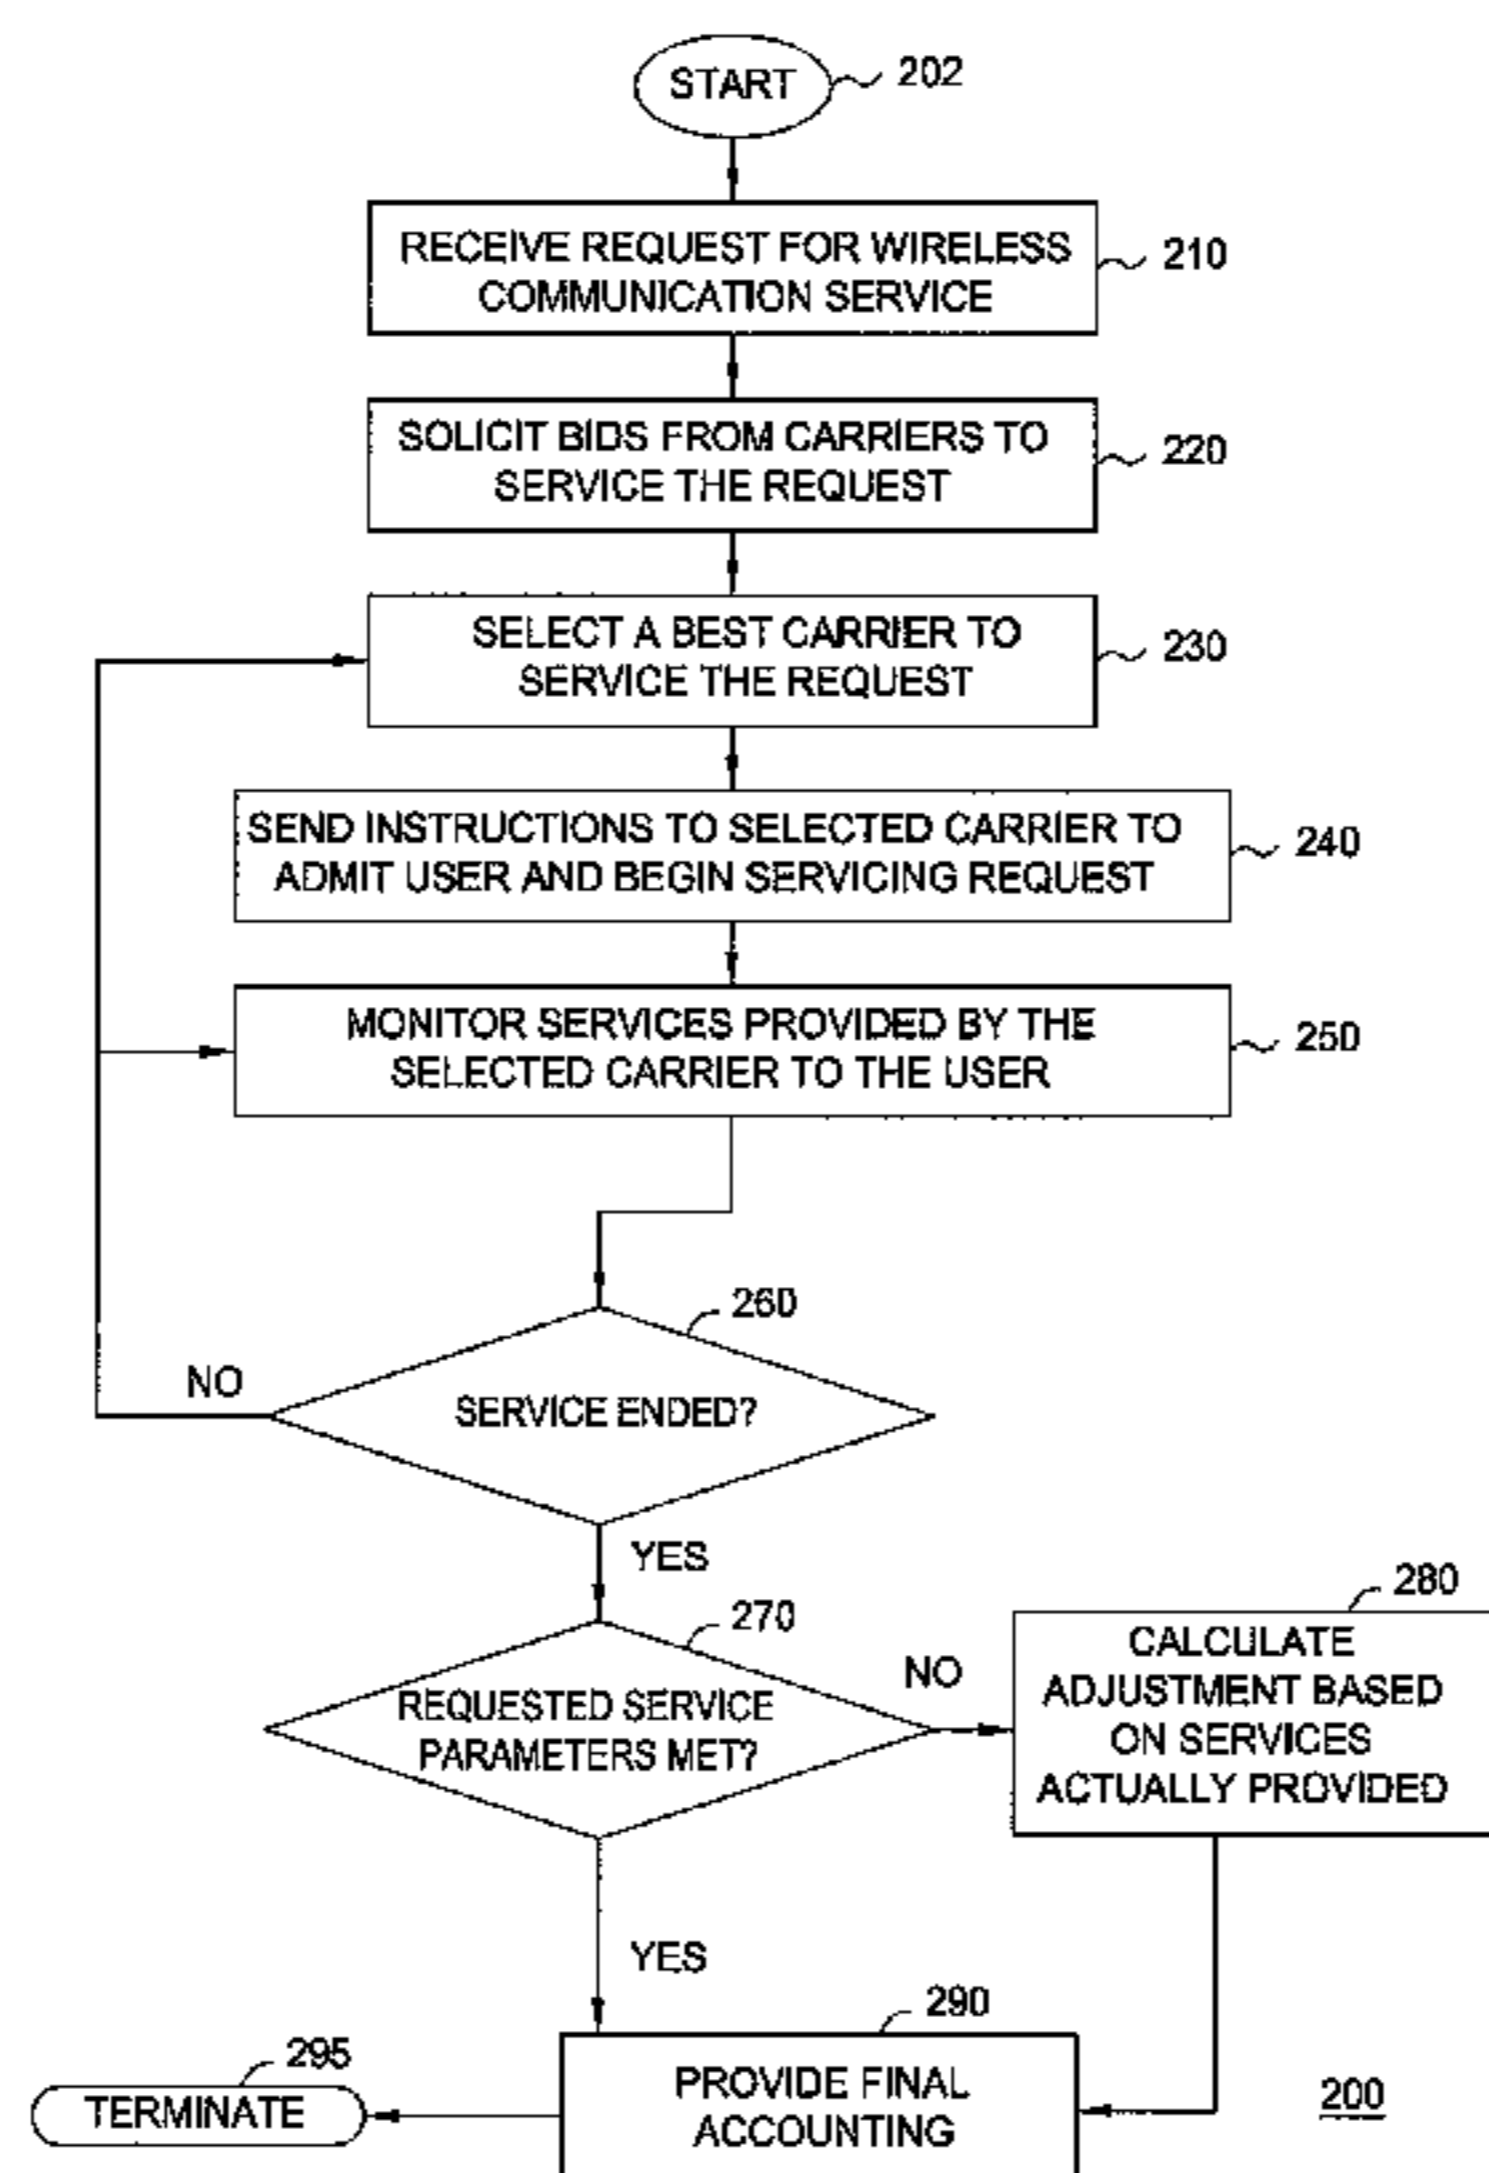 START
202
RECEIVE REQUEST FOR WIRELESS
COMMUNICATION SERVICE
210
SOLICIT BIDS FROM CARRIERS TO
SERVICE THE REQUEST
220
SELECT A BEST CARRIER TO
SERVICE THE REQUEST
230
SEND INSTRUCTIONS TO SELECTED CARRIER TO
ADMIT USER AND BEGIN SERVICING REQUEST
240
MONITOR SERVICES PROVIDED BY THE
SELECTED CARRIER TO THE USER
250
260
NO
SERVICE ENDED?
YES
270
REQUESTED SERVICE
PARAMETERS MET?
NO
280
CALCULATE
ADJUSTMENT BASED
ON SERVICES
ACTUALLY PROVIDED
YES
290
PROVIDE FINAL
ACCOUNTING
295
TERMINATE
200